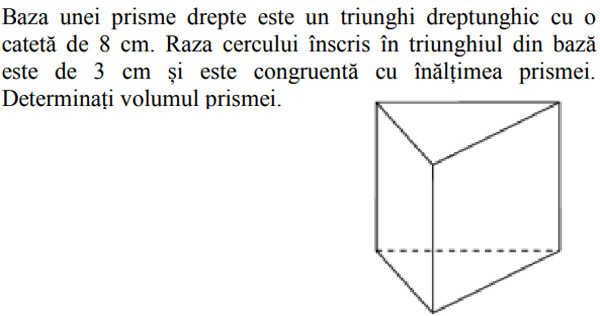 Baza unei prisme drepte este un triunghi dreptunghic cu o
catetă de 8 cm. Raza cercului înscris în triunghiul din bază
este de 3 cm și este congruentă cu înălțimea prismei.
Determinați volumul prismei.